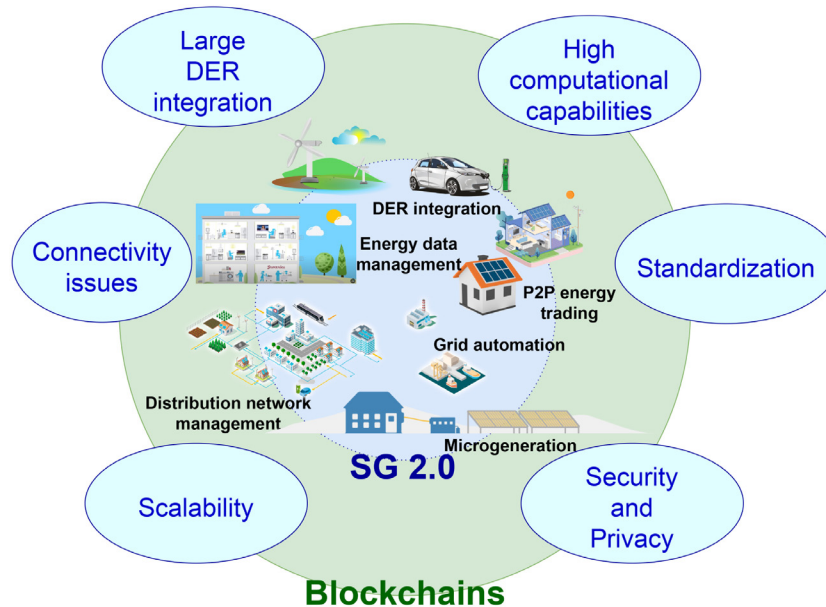 Large
DER
integration
High
computational
capabilities
DER integration
Energy data
management
Connectivity
issues
Standardization
P2P energy
trading
Grid automation
Distribution network
management
Microgeneration
SG 2.0
Scalability
Security
and
Privacy
Blockchains